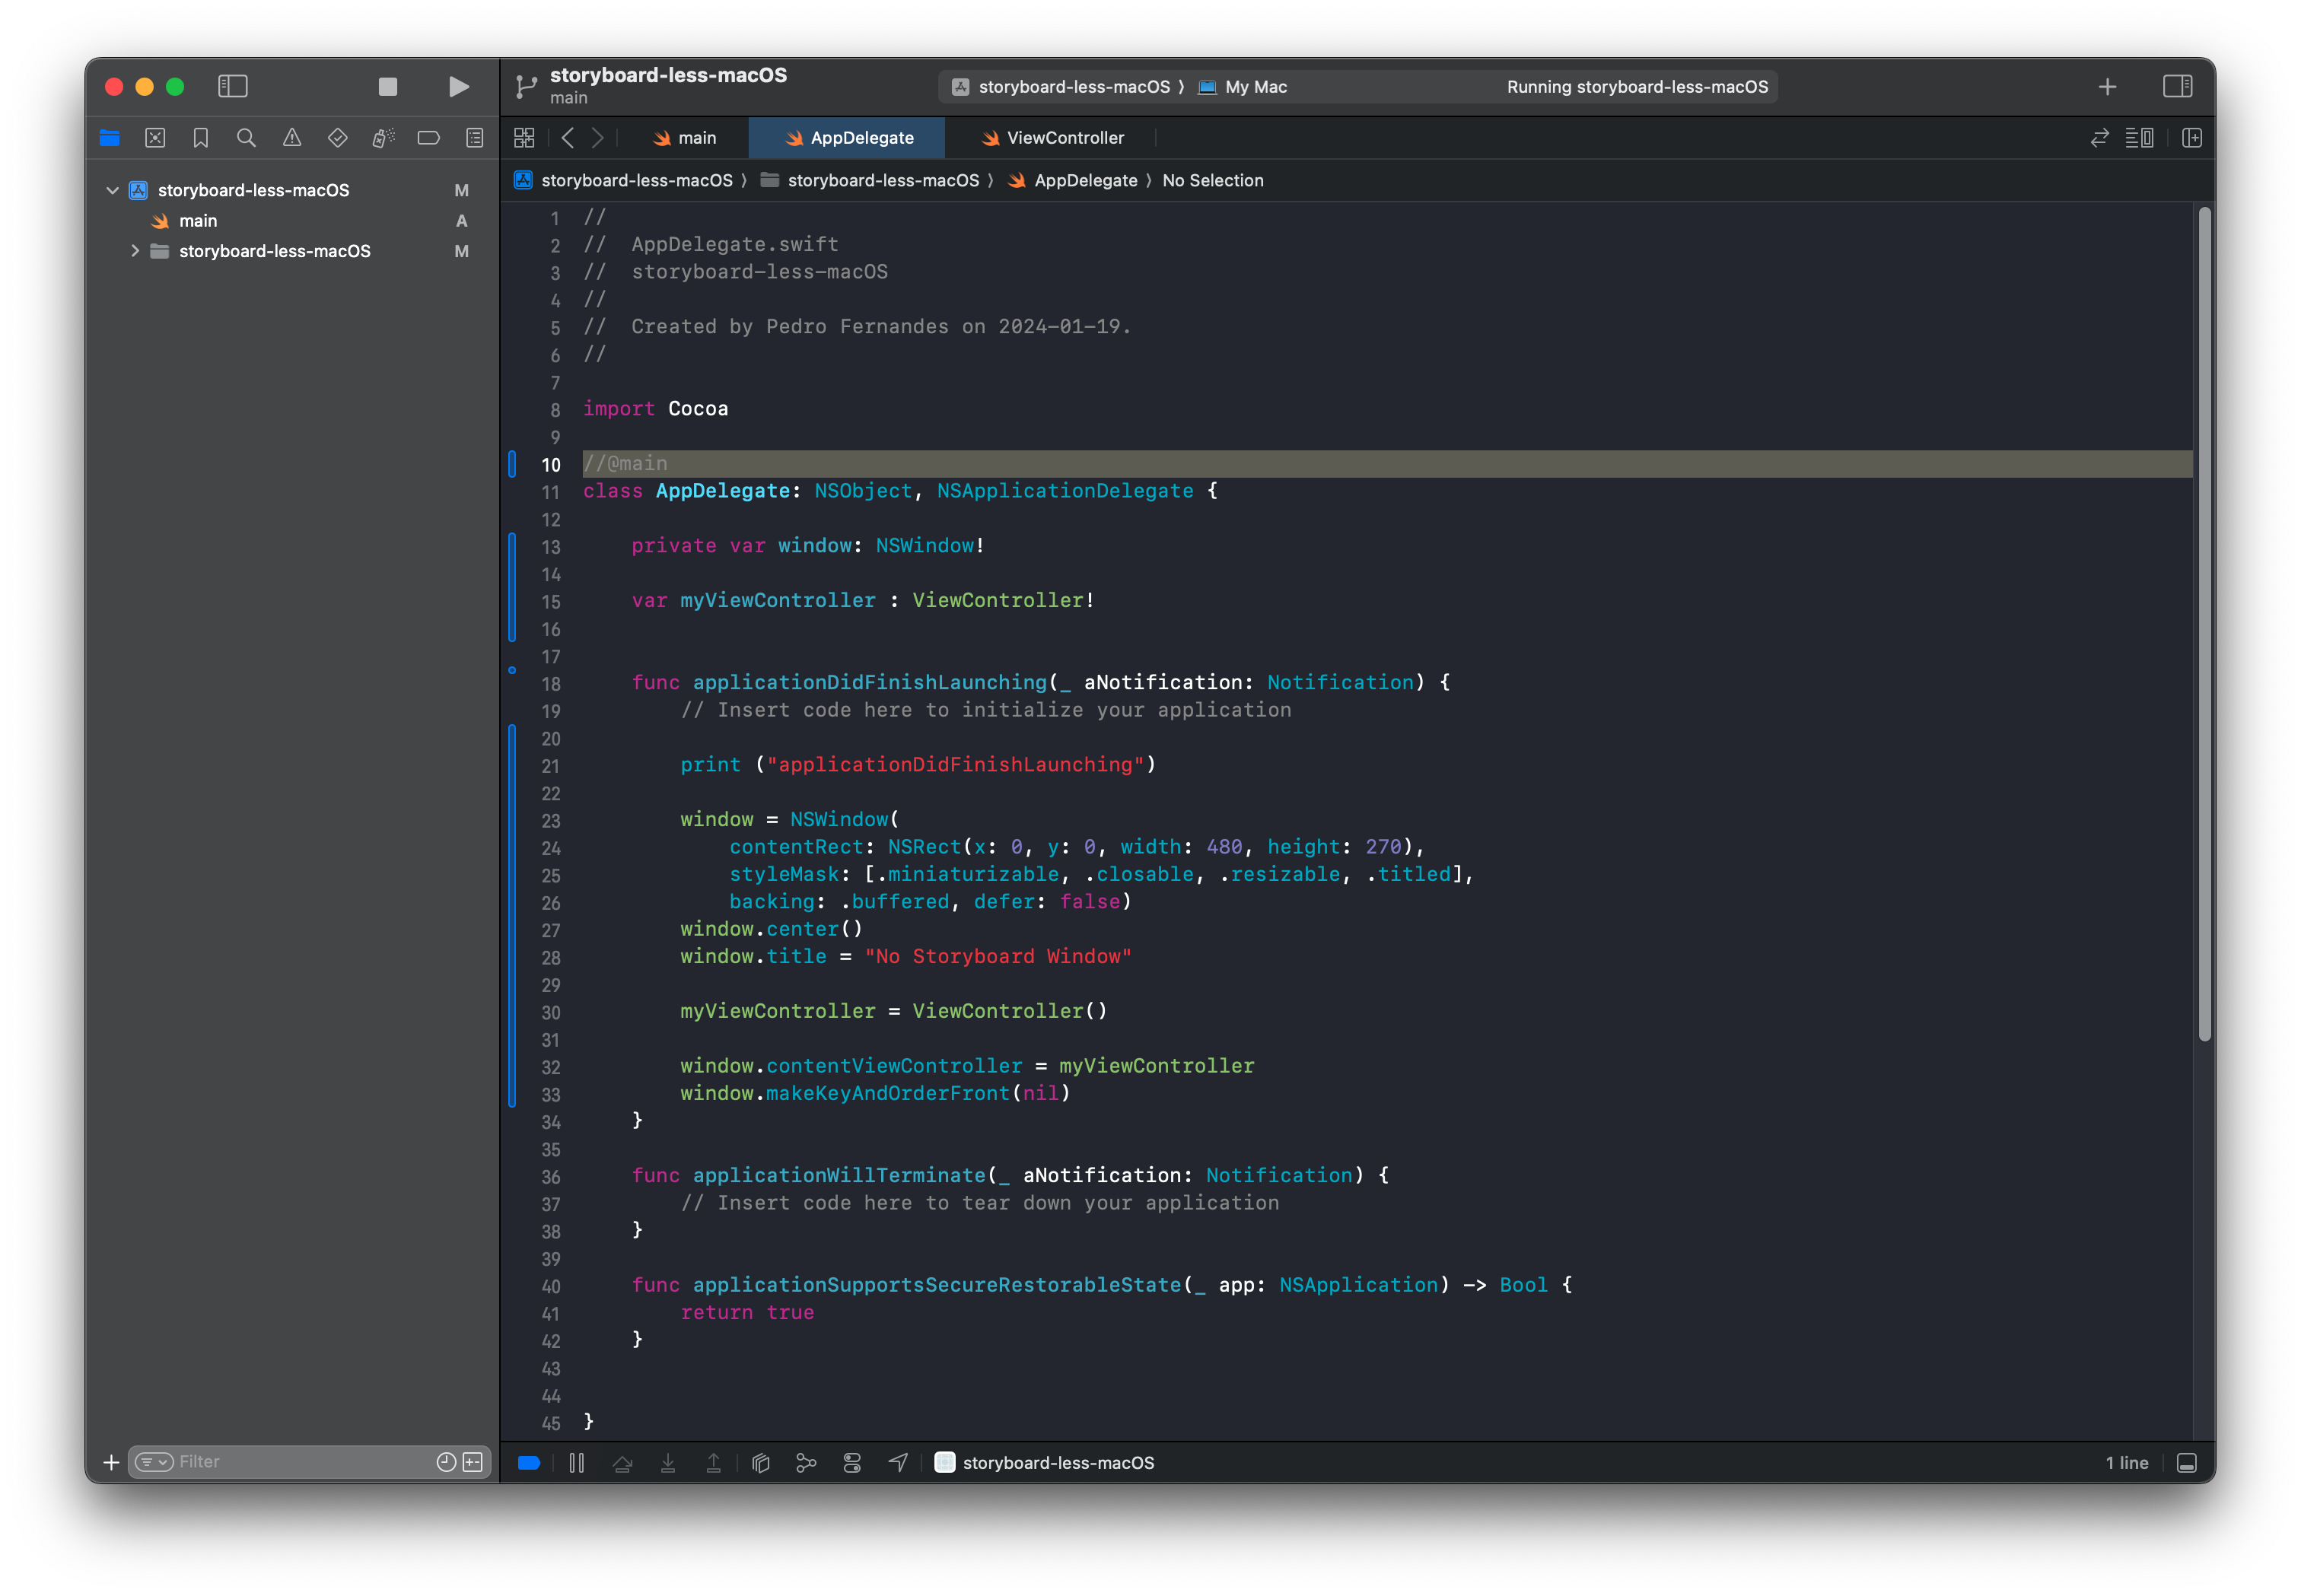 storyboard-less-macOS
main
storyboard-less-macOS ⟩ My Mac
Running storyboard-less-macOS
main
AppDelegate
ViewController
storyboard-less-macOS M
main A
storyboard-less-macOS M
storyboard-less-macOS ⟩ storyboard-less-macOS ⟩ AppDelegate ⟩ No Selection
1 //
2 //  AppDelegate.swift
3 //  storyboard-less-macOS
4 //
5 //  Created by Pedro Fernandes on 2024-01-19.
6 //
7
8 import Cocoa
9
10 //@main
11 class AppDelegate: NSObject, NSApplicationDelegate {
12
13     private var window: NSWindow!
14
15     var myViewController : ViewController!
16
17
18     func applicationDidFinishLaunching(_ aNotification: Notification) {
19         // Insert code here to initialize your application
20
21         print ("applicationDidFinishLaunching")
22
23         window = NSWindow(
24             contentRect: NSRect(x: 0, y: 0, width: 480, height: 270),
25             styleMask: [.miniaturizable, .closable, .resizable, .titled],
26             backing: .buffered, defer: false)
27         window.center()
28         window.title = "No Storyboard Window"
29
30         myViewController = ViewController()
31
32         window.contentViewController = myViewController
33         window.makeKeyAndOrderFront(nil)
34     }
35
36     func applicationWillTerminate(_ aNotification: Notification) {
37         // Insert code here to tear down your application
38     }
39
40     func applicationSupportsSecureRestorableState(_ app: NSApplication) -> Bool {
41         return true
42     }
43
44
45 }
Filter
storyboard-less-macOS
1 line